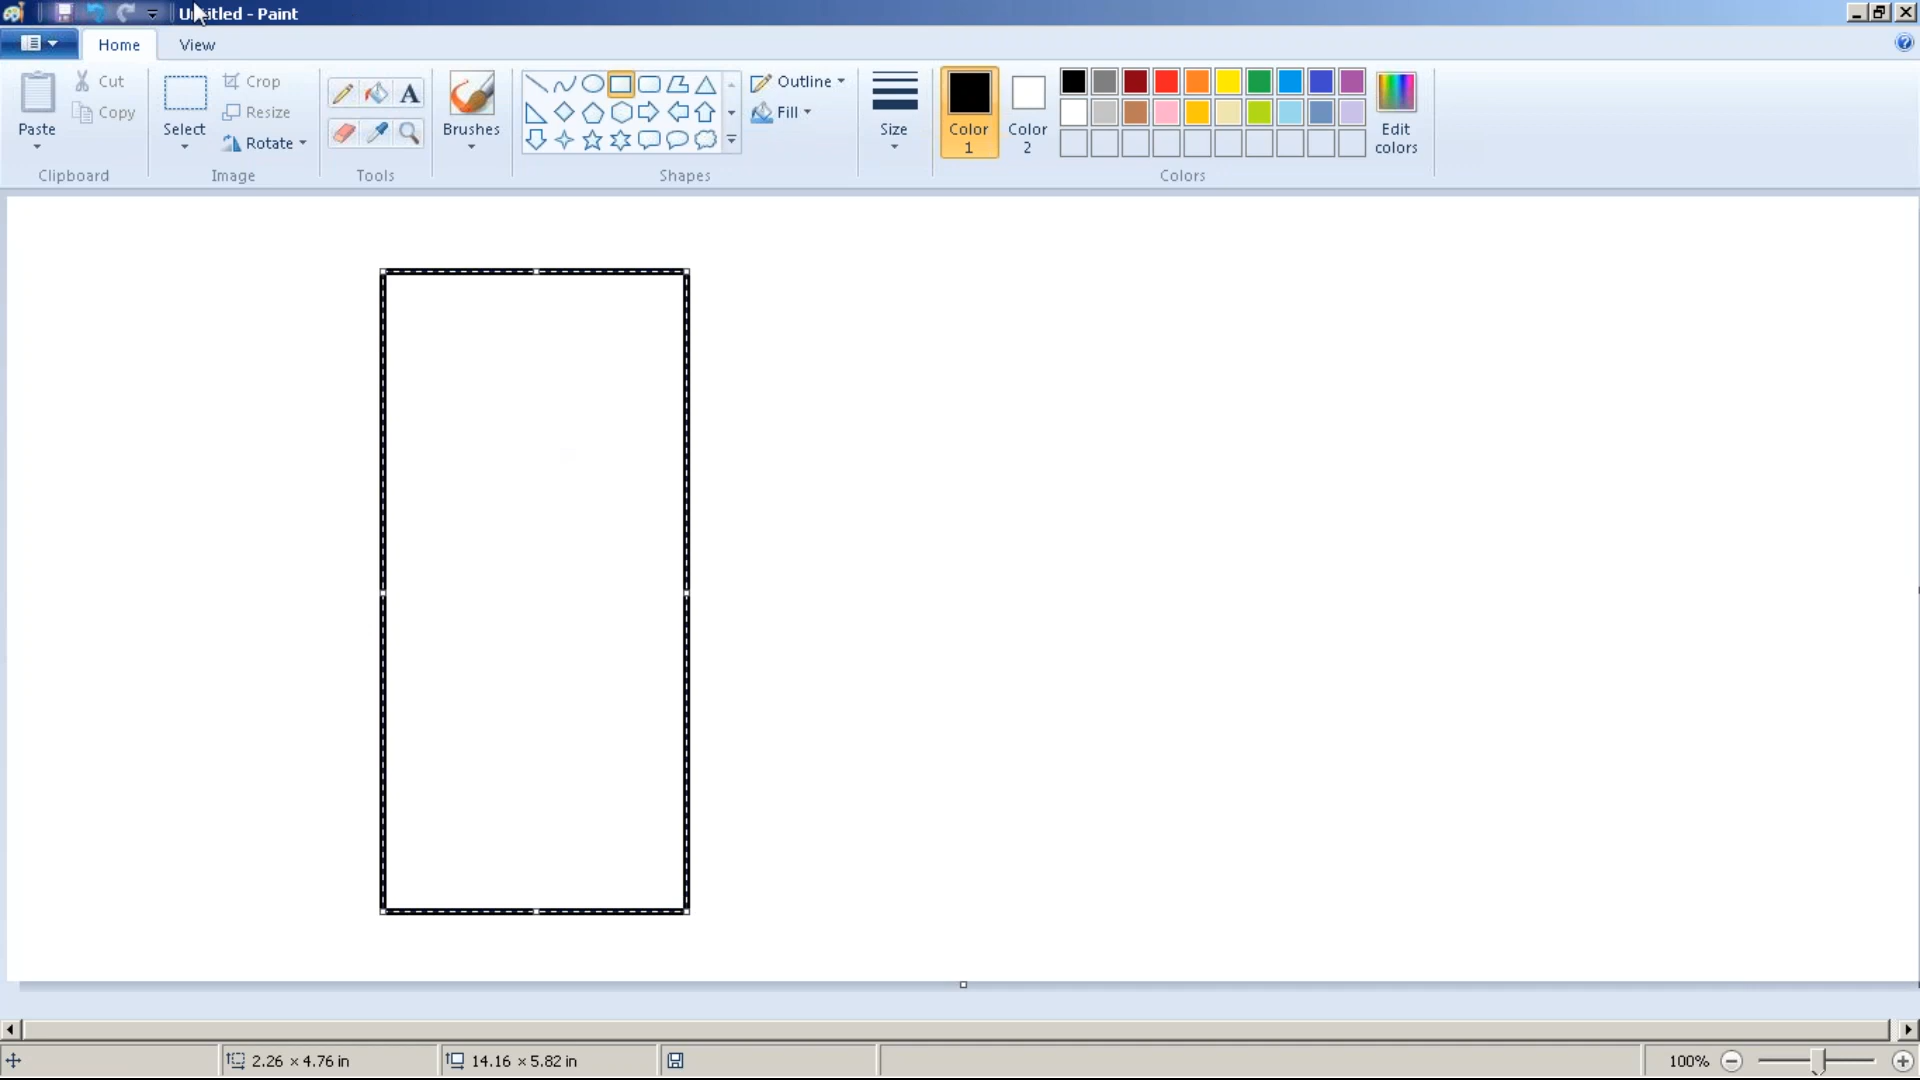 Untitled - Paint
Home View
Paste
Cut
Copy
Clipboard
Select
Crop
Resize
Rotate
Image
A
Tools
Brushes
Shapes
Outline
Fill
Size
Color 1
Color 2
Edit colors
Colors
2.26 × 4.76 in
14.16 × 5.82 in
100%